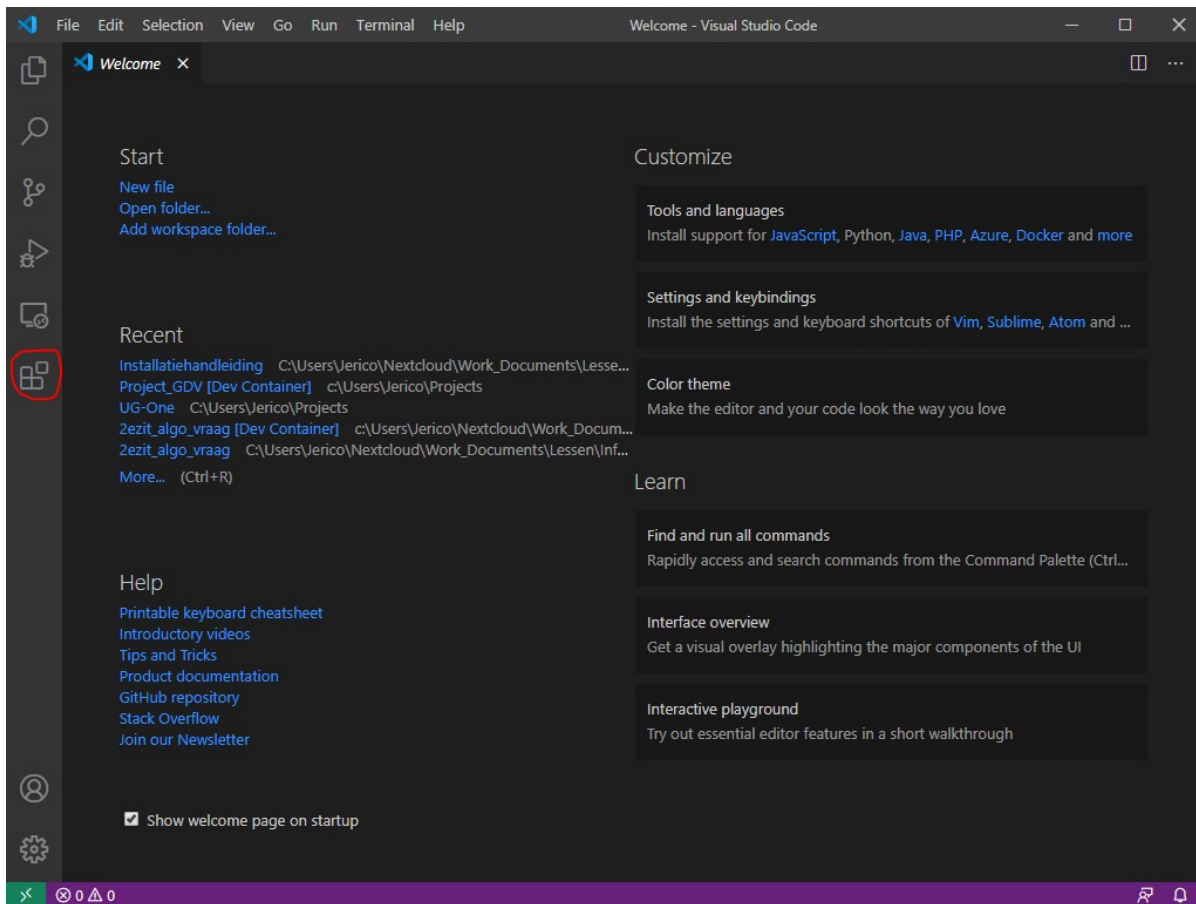 File Edit Selection View Go Run Terminal Help Welcome - Visual Studio Code
Welcome
Start
New file
Open folder...
Add workspace folder...
Recent
Installatiehandleiding C:\Users\Jerico\Nextcloud\Work_Documents\Lesse...
Project_GDV [Dev Container] c:\Users\Jerico\Projects
UG-One C:\Users\Jerico\Projects
2ezit_algo_vraag [Dev Container] c:\Users\Jerico\Nextcloud\Work_Docum...
2ezit_algo_vraag C:\Users\Jerico\Nextcloud\Work_Documents\Lessen\Inf...
More... (Ctrl+R)
Help
Printable keyboard cheatsheet
Introductory videos
Tips and Tricks
Product documentation
GitHub repository
Stack Overflow
Join our Newsletter
Show welcome page on startup
Customize
Tools and languages
Install support for JavaScript, Python, Java, PHP, Azure, Docker and more
Settings and keybindings
Install the settings and keyboard shortcuts of Vim, Sublime, Atom and ...
Color theme
Make the editor and your code look the way you love
Learn
Find and run all commands
Rapidly access and search commands from the Command Palette (Ctrl...
Interface overview
Get a visual overlay highlighting the major components of the UI
Interactive playground
Try out essential editor features in a short walkthrough
0 0